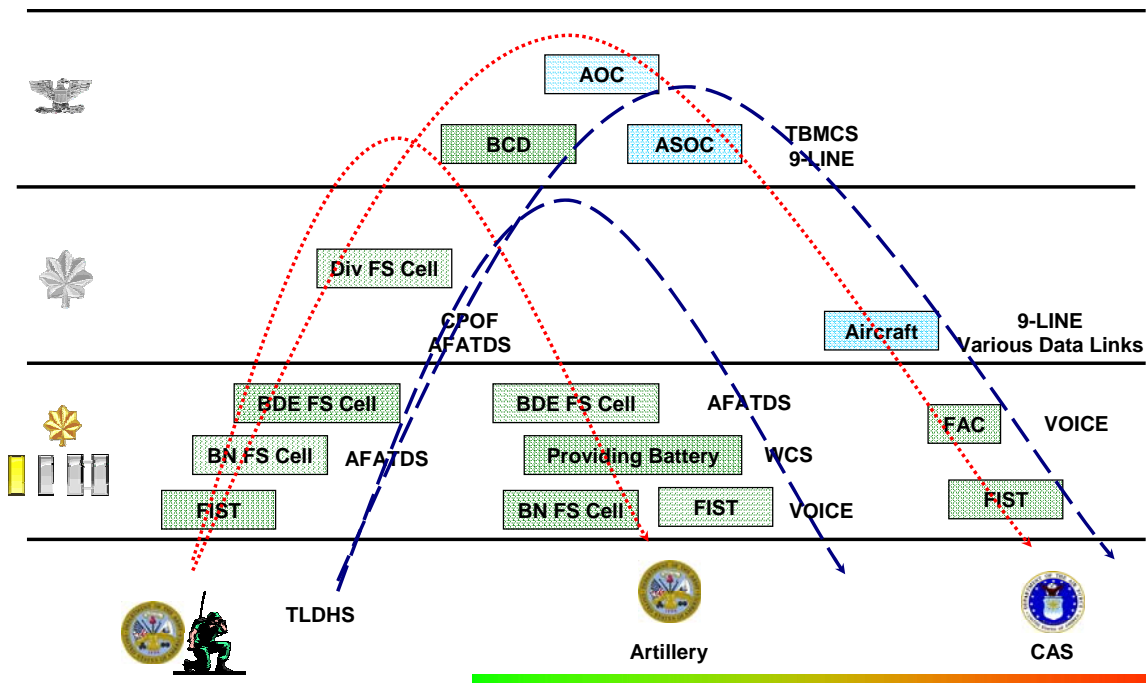 AOC
BCD
ASOC
TBMCS
9-LINE
Div FS Cell
CPOF
AFATDS
Aircraft
9-LINE
Various Data Links
BDE FS Cell
BDE FS Cell
AFATDS
FAC
VOICE
BN FS Cell
AFATDS
Providing Battery
WCS
FIST
BN FS Cell
FIST
VOICE
FIST
TLDHS
Artillery
CAS